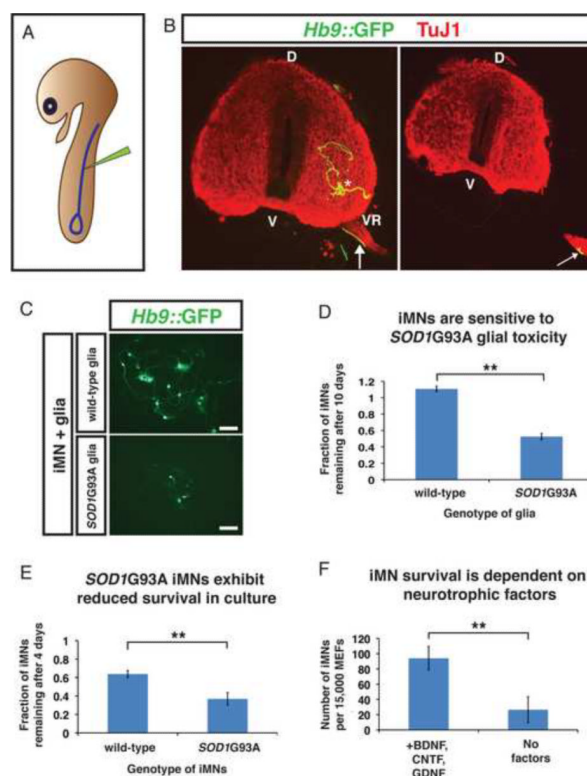 A
B
Hb9::GFP TuJ1
D
*
V
VR
D
V
C
Hb9::GFP
iMN + glia
wild-type glia
SOD1G93A glia
D
iMNs are sensitive to
SOD1G93A glial toxicity
**
Fraction of iMNs
remaining after 10 days
1.2
1
0.8
0.6
0.4
0.2
0
wild-type SOD1G93A
Genotype of glia
E
SOD1G93A iMNs exhibit
reduced survival in culture
**
Fraction of iMNs
remaining after 4 days
1
0.8
0.6
0.4
0.2
0
wild-type SOD1G93A
Genotype of iMNs
F
iMN survival is dependent on
neurotrophic factors
**
Number of iMNs
per 15,000 MEFs
120
100
80
60
40
20
0
+BDNF, No
CNTF, factors
GDNF